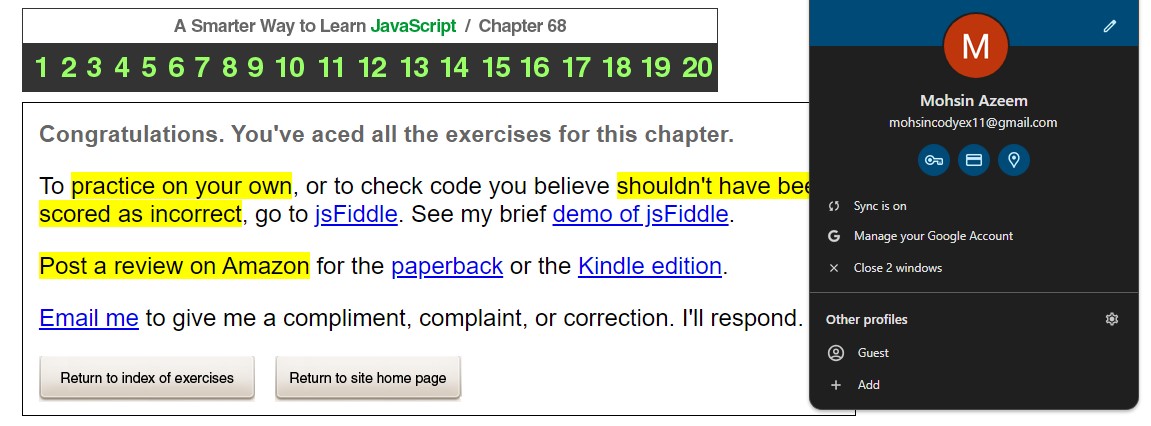 A Smarter Way to Learn JavaScript / Chapter 68
1 2 3 4 5 6 7 8 9 10 11 12 13 14 15 16 17 18 19 20
Congratulations. You've aced all the exercises for this chapter.
To practice on your own, or to check code you believe shouldn't have
scored as incorrect, go to jsFiddle. See my brief demo of jsFiddle.
Post a review on Amazon for the paperback or the Kindle edition.
Email me to give me a compliment, complaint, or correction. I'll respond.
Return to index of exercises
Return to site home page
M
Mohsin Azeem
mohsincodyex11@gmail.com
Sync is on
G Manage your Google Account
Close 2 windows
Other profiles
Guest
Add